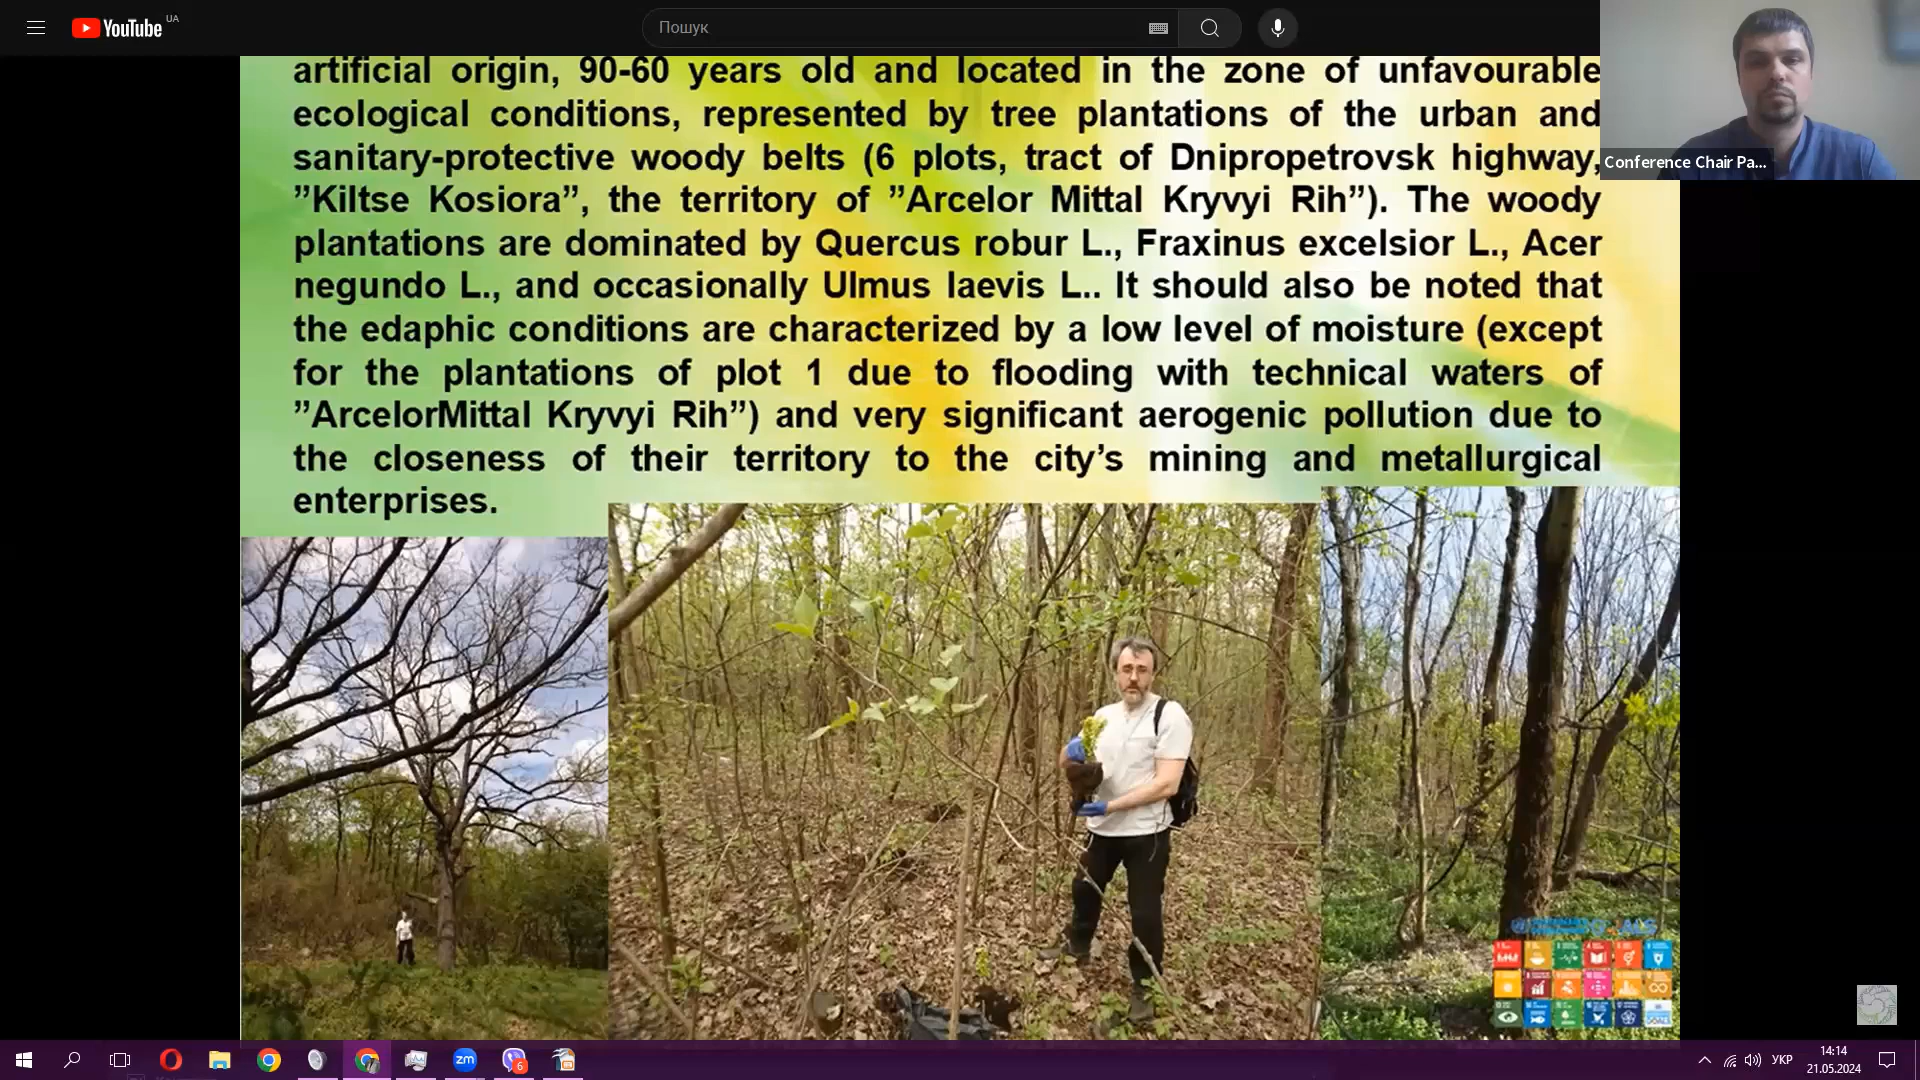 YouTube UA
Пошук
Conference Chair Pa...
artificial origin, 90-60 years old and located in the zone of unfavourable
ecological conditions, represented by tree plantations of the urban and
sanitary-protective woody belts (6 plots, tract of Dnipropetrovsk highway,
”Kiltse Kosiora”, the territory of ”Arcelor Mittal Kryvyi Rih”). The woody
plantations are dominated by Quercus robur L., Fraxinus excelsior L., Acer
negundo L., and occasionally Ulmus laevis L.. It should also be noted that
the edaphic conditions are characterized by a low level of moisture (except
for the plantations of plot 1 due to flooding with technical waters of
”ArcelorMittal Kryvyi Rih”) and very significant aerogenic pollution due to
the closeness of their territory to the city’s mining and metallurgical
enterprises.
zm
6
УКР
14:14
21.05.2024